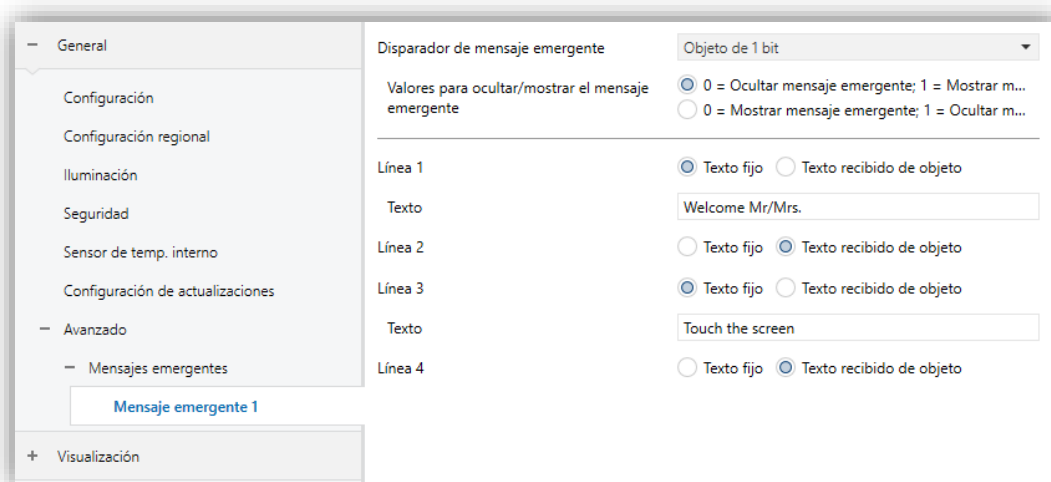 − General
Configuración
Configuración regional
Iluminación
Seguridad
Sensor de temp. interno
Configuración de actualizaciones
− Avanzado
− Mensajes emergentes
Mensaje emergente 1
+ Visualización
Disparador de mensaje emergente
Objeto de 1 bit
Valores para ocultar/mostrar el mensaje
emergente
0 = Ocultar mensaje emergente; 1 = Mostrar m...
0 = Mostrar mensaje emergente; 1 = Ocultar m...
Línea 1
Texto fijo Texto recibido de objeto
Texto
Welcome Mr/Mrs.
Línea 2
Texto fijo Texto recibido de objeto
Línea 3
Texto fijo Texto recibido de objeto
Texto
Touch the screen
Línea 4
Texto fijo Texto recibido de objeto